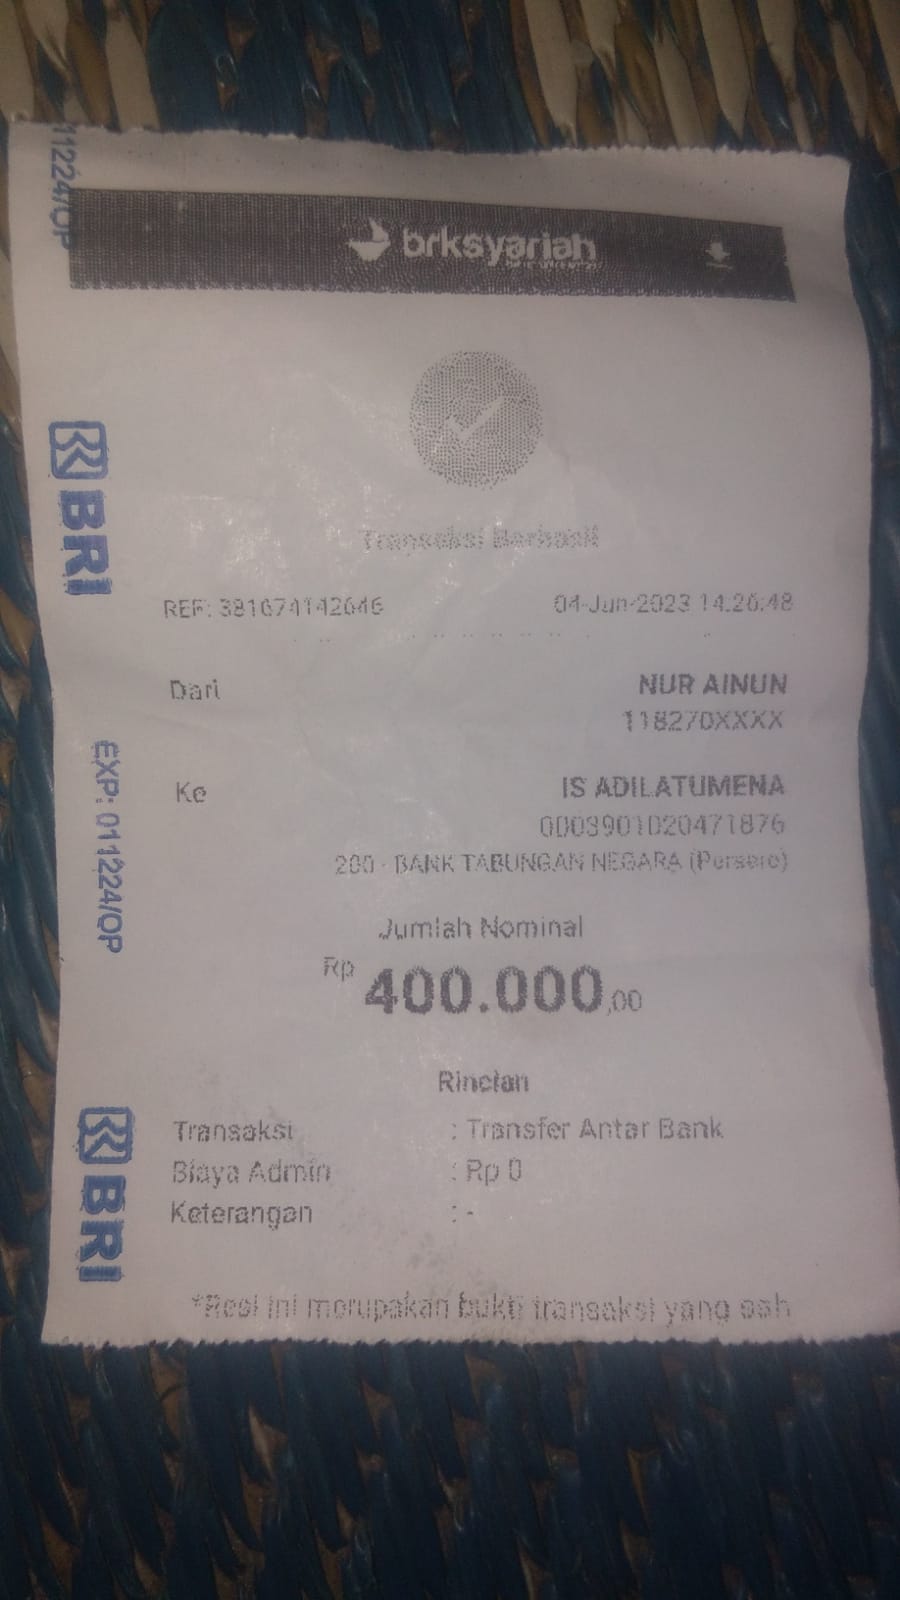 brksyariah
Transaksi Berhasil
REF: 381674142646
04-Jun-2023 14:26:48
Dari
NUR AINUN
118270XXXX
Ke
IS ADILATUMENA
0003901020471876
200 - BANK TABUNGAN NEGARA (Persero)
Jumlah Nominal
Rp 400.000,00
Rincian
Transaksi : Transfer Antar Bank
Biaya Admin : Rp 0
Keterangan : -
*Resi ini merupakan bukti transaksi yang sah
11224/OP
BRI
EXP: 011224/OP
BRI